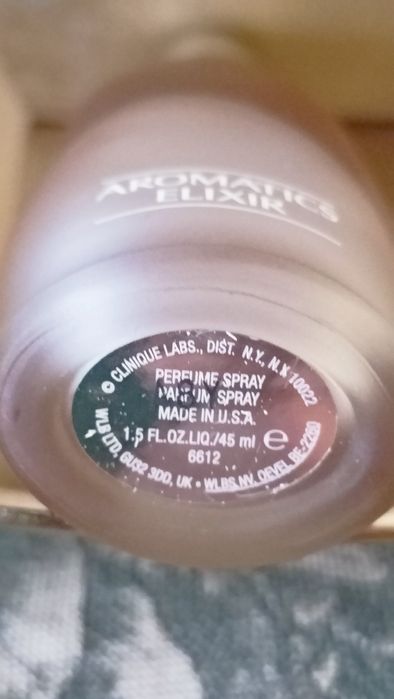 AROMATICS
ELIXIR
© CLINIQUE LABS., DIST. N.Y., N.Y. 10022
PERFUME SPRAY
PARFUM SPRAY
MADE IN U.S.A.
1.5 FL.OZ.LIQ./45 ml e
6612
WLB LTD, GU32 3DD, UK • WLBS.NV. OEVEL BE-2260